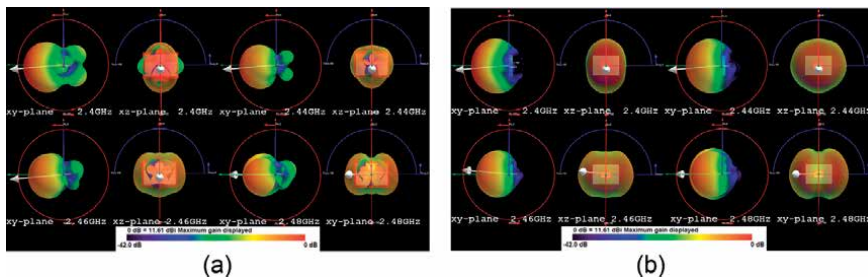 xy-plane 2.4GHz xz-plane 2.4GHz xy-plane 2.44GHz xz-plane 2.44GHz
xy-plane 2.46GHz xz-plane 2.46GHz xy-plane 2.48GHz xz-plane 2.48GHz
0 dB = 11.61 dBi Maximum gain displayed
-42.0 dB 0 dB
(a)
xy-plane 2.4GHz xz-plane 2.4GHz xy-plane 2.44GHz xz-plane 2.44GHz
xy-plane 2.46GHz xz-plane 2.46GHz xy-plane 2.48GHz xz-plane 2.48GHz
0 dB = 11.61 dBi Maximum gain displayed
-42.0 dB 0 dB
(b)